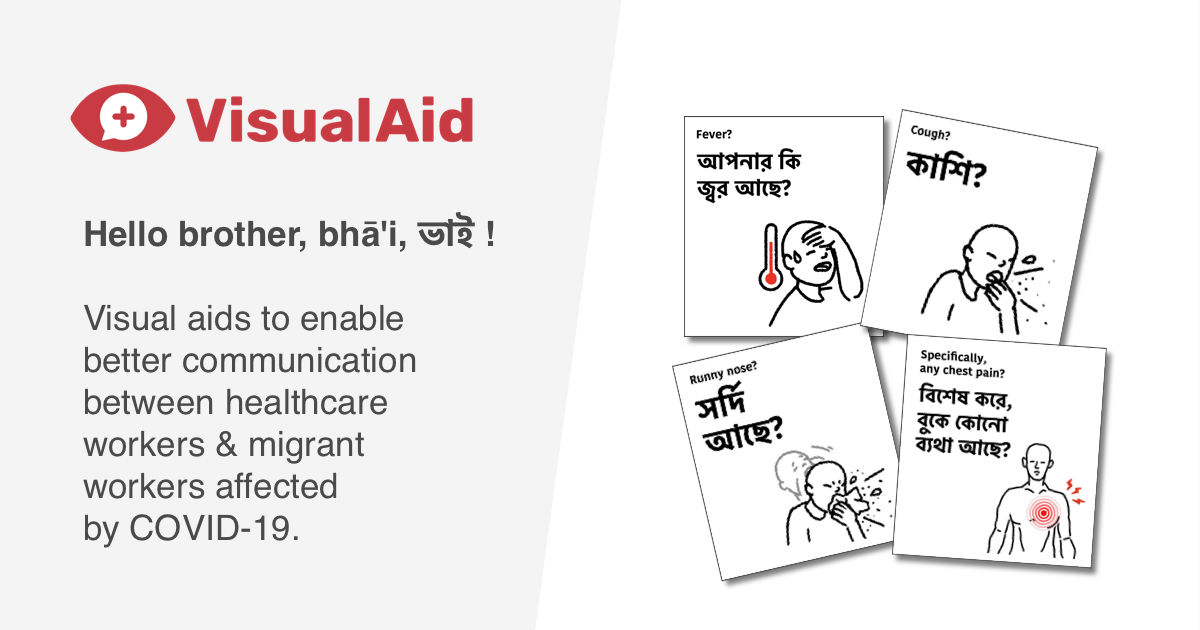 VisualAid
Hello brother, bhā'i, ভাই !
Visual aids to enable
better communication
between healthcare
workers & migrant
workers affected
by COVID-19.
Fever?
আপনার কি
জ্বর আছে?
Cough?
কাশি?
Runny nose?
সর্দি
আছে?
Specifically,
any chest pain?
বিশেষ করে,
বুকে কোনো
ব্যথা আছে?